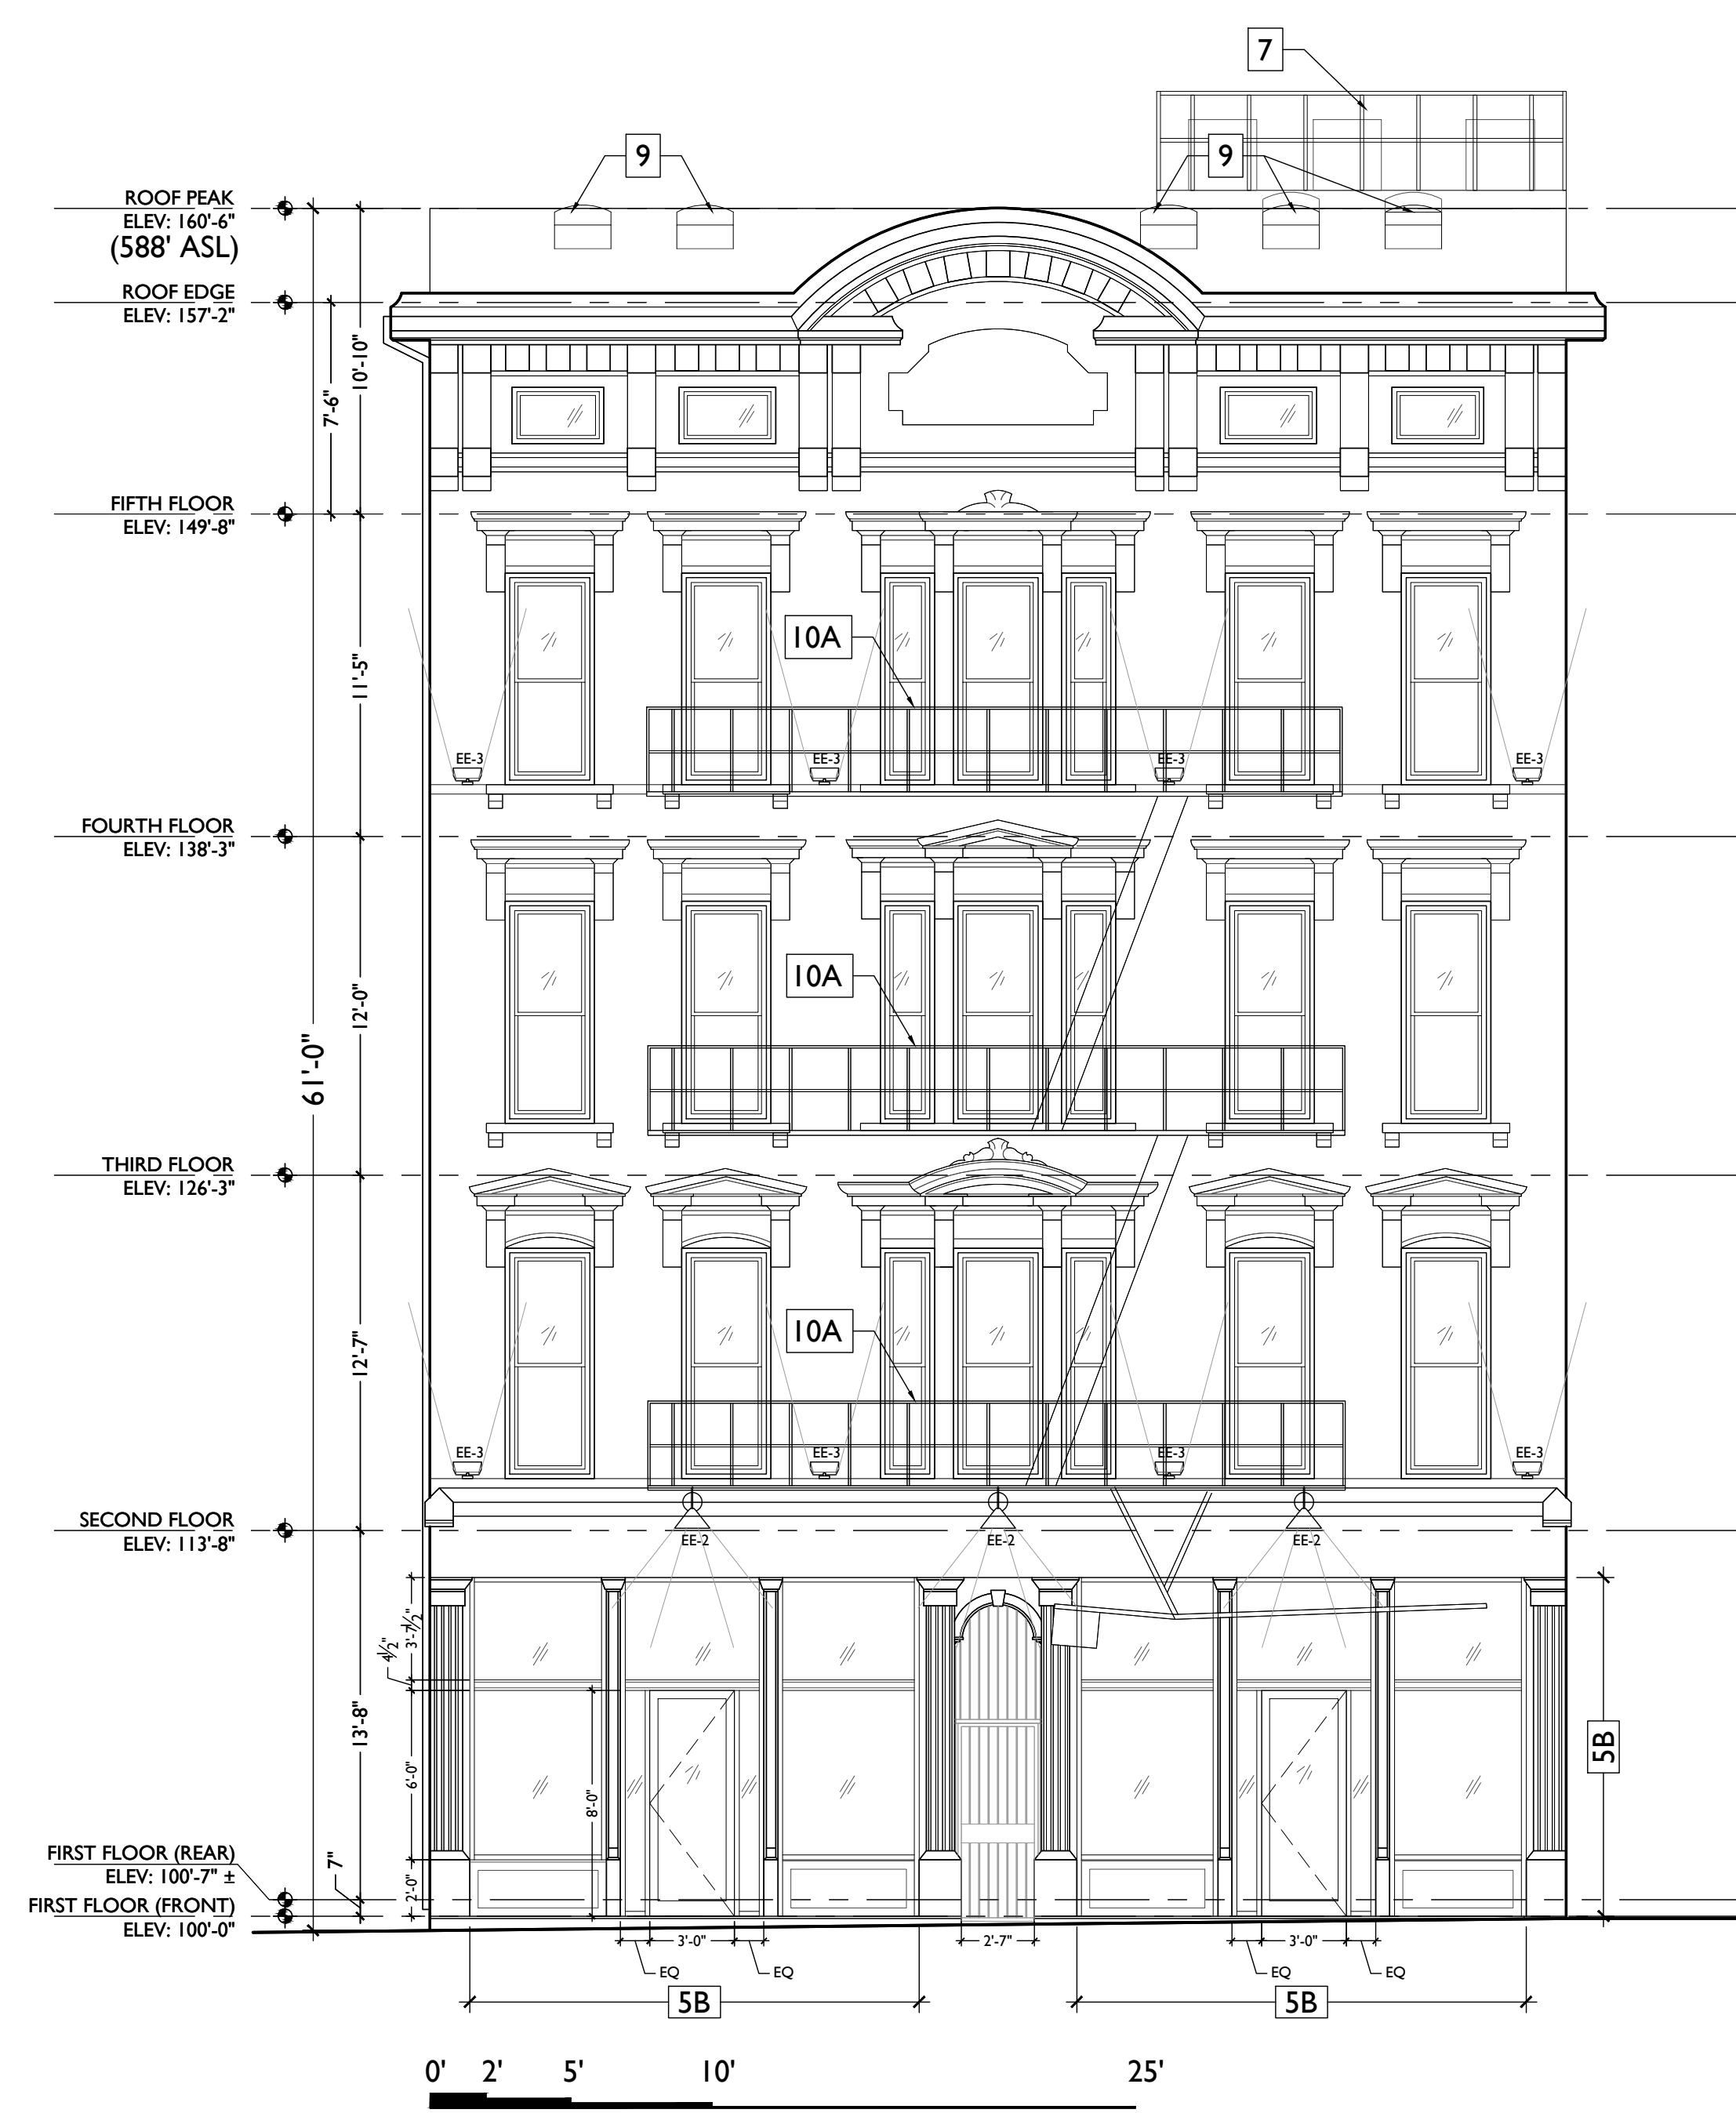 7
9
9
ROOF PEAK
ELEV: 160'-6"
(588' ASL)
ROOF EDGE
ELEV: 157'-2"
10'-10"
7'-6"
FIFTH FLOOR
ELEV: 149'-8"
10A
11'-5"
EE-3
EE-3
EE-3
EE-3
FOURTH FLOOR
ELEV: 138'-3"
10A
12'-0"
61'-0"
THIRD FLOOR
ELEV: 126'-3"
10A
12'-7"
EE-3
EE-3
EE-3
EE-3
SECOND FLOOR
ELEV: 113'-8"
EE-2
EE-2
EE-2
3'-7½"
4½"
13'-8"
5B
6'-0"
8'-0"
FIRST FLOOR (REAR)
ELEV: 100'-7" ±
7"
2'-0"
FIRST FLOOR (FRONT)
ELEV: 100'-0"
3'-0"
2'-7"
3'-0"
EQ
EQ
EQ
EQ
5B
5B
0' 2' 5' 10' 25'